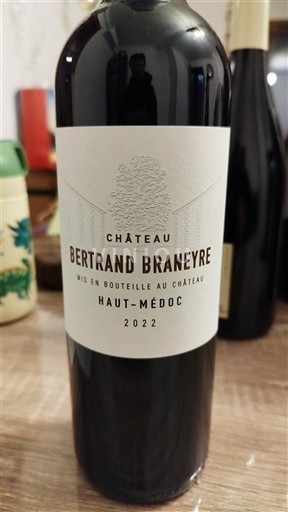 CHÂTEAU
BERTRAND BRANEYRE
MIS EN BOUTEILLE AU CHÂTEAU
HAUT-MÉDOC
2022